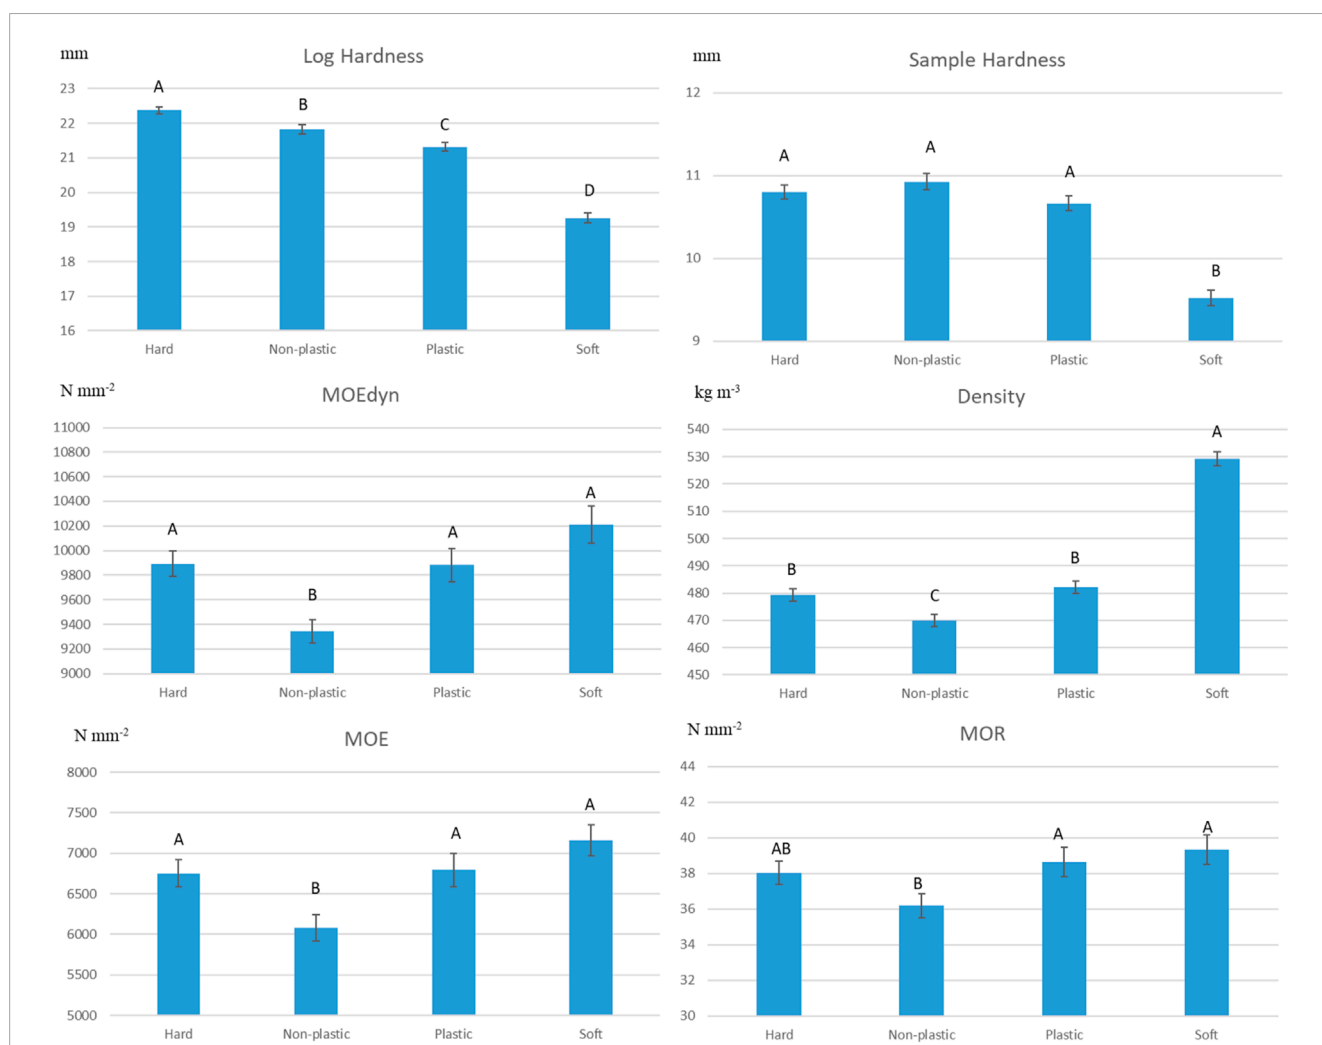 mm
Log Hardness
23
22
21
20
19
18
17
16
A
B
C
D
Hard Non-plastic Plastic Soft
mm
Sample Hardness
12
11
10
9
A
A
A
B
Hard Non-plastic Plastic Soft
N mm-2
MOEdyn
11000
10800
10600
10400
10200
10000
9800
9600
9400
9200
9000
A
B
A
A
Hard Non-plastic Plastic Soft
kg m-3
Density
540
530
520
510
500
490
480
470
460
450
B
C
B
A
Hard Non-plastic Plastic Soft
N mm-2
MOE
8000
7500
7000
6500
6000
5500
5000
A
B
A
A
Hard Non-plastic Plastic Soft
N mm-2
MOR
44
42
40
38
36
34
32
30
AB
B
A
A
Hard Non-plastic Plastic Soft